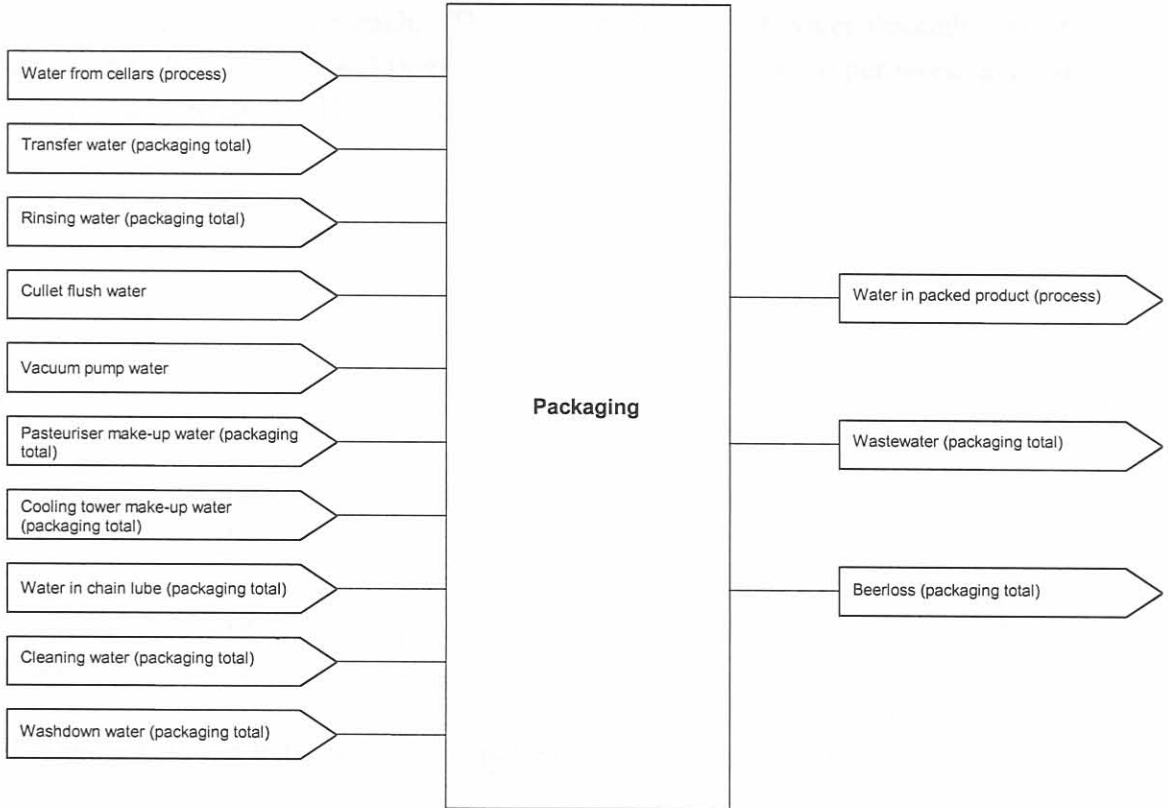 Water from cellars (process)
Transfer water (packaging total)
Rinsing water (packaging total)
Cullet flush water
Vacuum pump water
Pasteuriser make-up water (packaging
total)
Cooling tower make-up water
(packaging total)
Water in chain lube (packaging total)
Cleaning water (packaging total)
Washdown water (packaging total)
Packaging
Water in packed product (process)
Wastewater (packaging total)
Beerloss (packaging total)